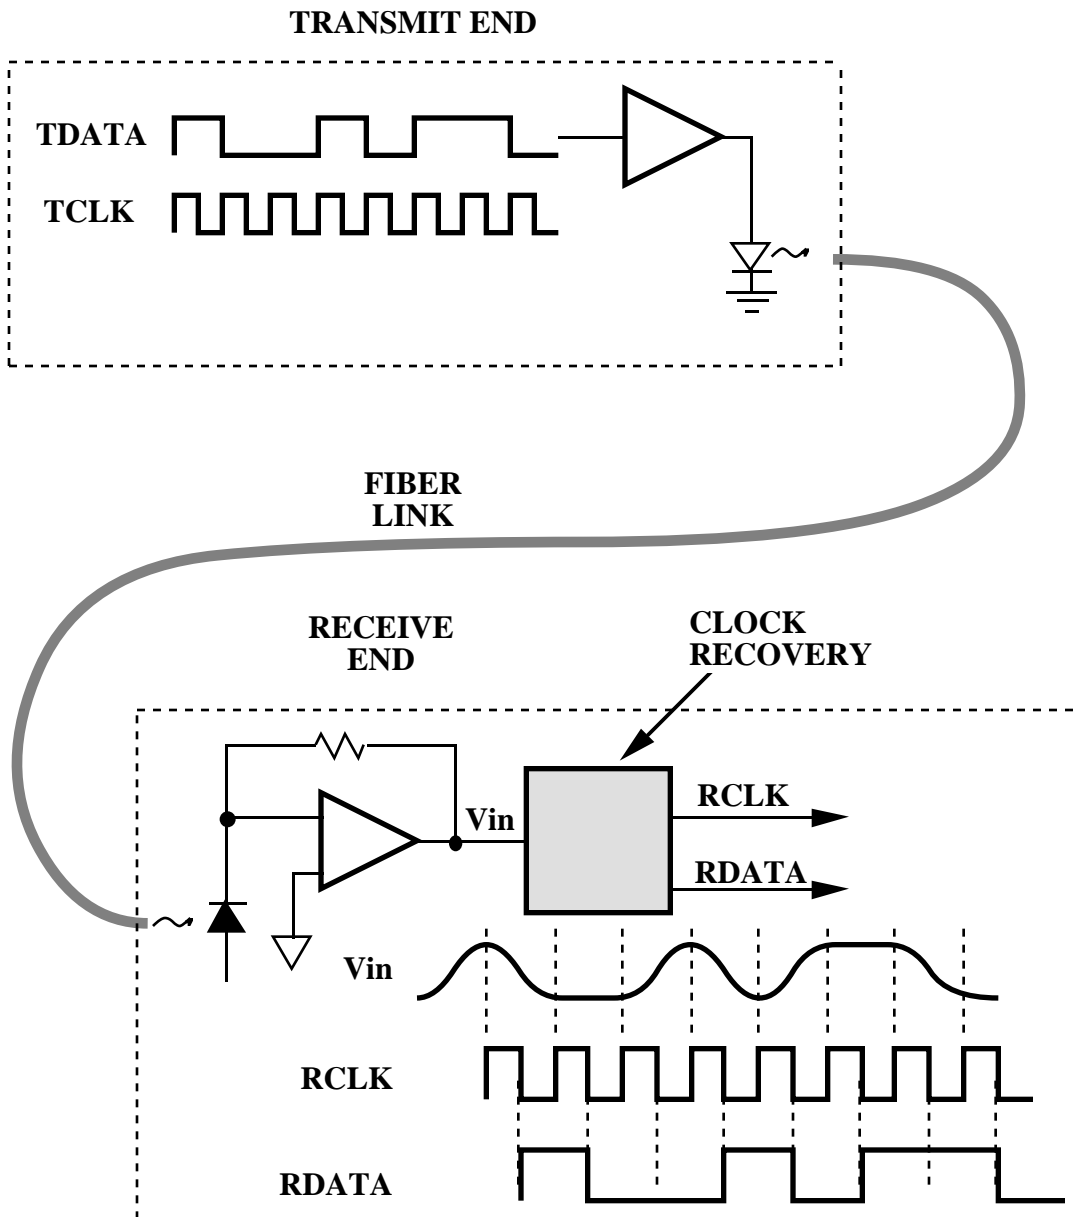 TRANSMIT END
TDATA
TCLK
FIBER
LINK
RECEIVE
END
CLOCK
RECOVERY
Vin
RCLK
RDATA
Vin
RCLK
RDATA